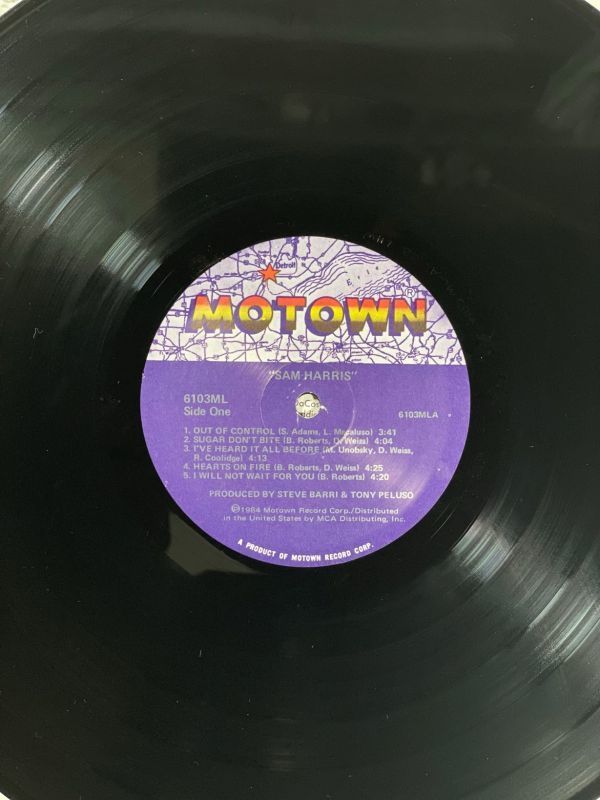 Detroit
Erie
MOTOWN®
"SAM HARRIS"
6103ML
Side One
6103MLA
1. OUT OF CONTROL (S. Adams, L. Macaluso) 3:41
2. SUGAR DON'T BITE (B. Roberts, D. Weiss) 4:04
3. I'VE HEARD IT ALL BEFORE (M. Unobsky, D. Weiss,
R. Coolidge) 4:13
4. HEARTS ON FIRE (B. Roberts, D. Weiss) 4:25
5. I WILL NOT WAIT FOR YOU (B. Roberts) 4:20
PRODUCED BY STEVE BARRI & TONY PELUSO
℗©1984 Motown Record Corp./Distributed
in the United States by MCA Distributing, Inc.
A PRODUCT OF MOTOWN RECORD CORP.